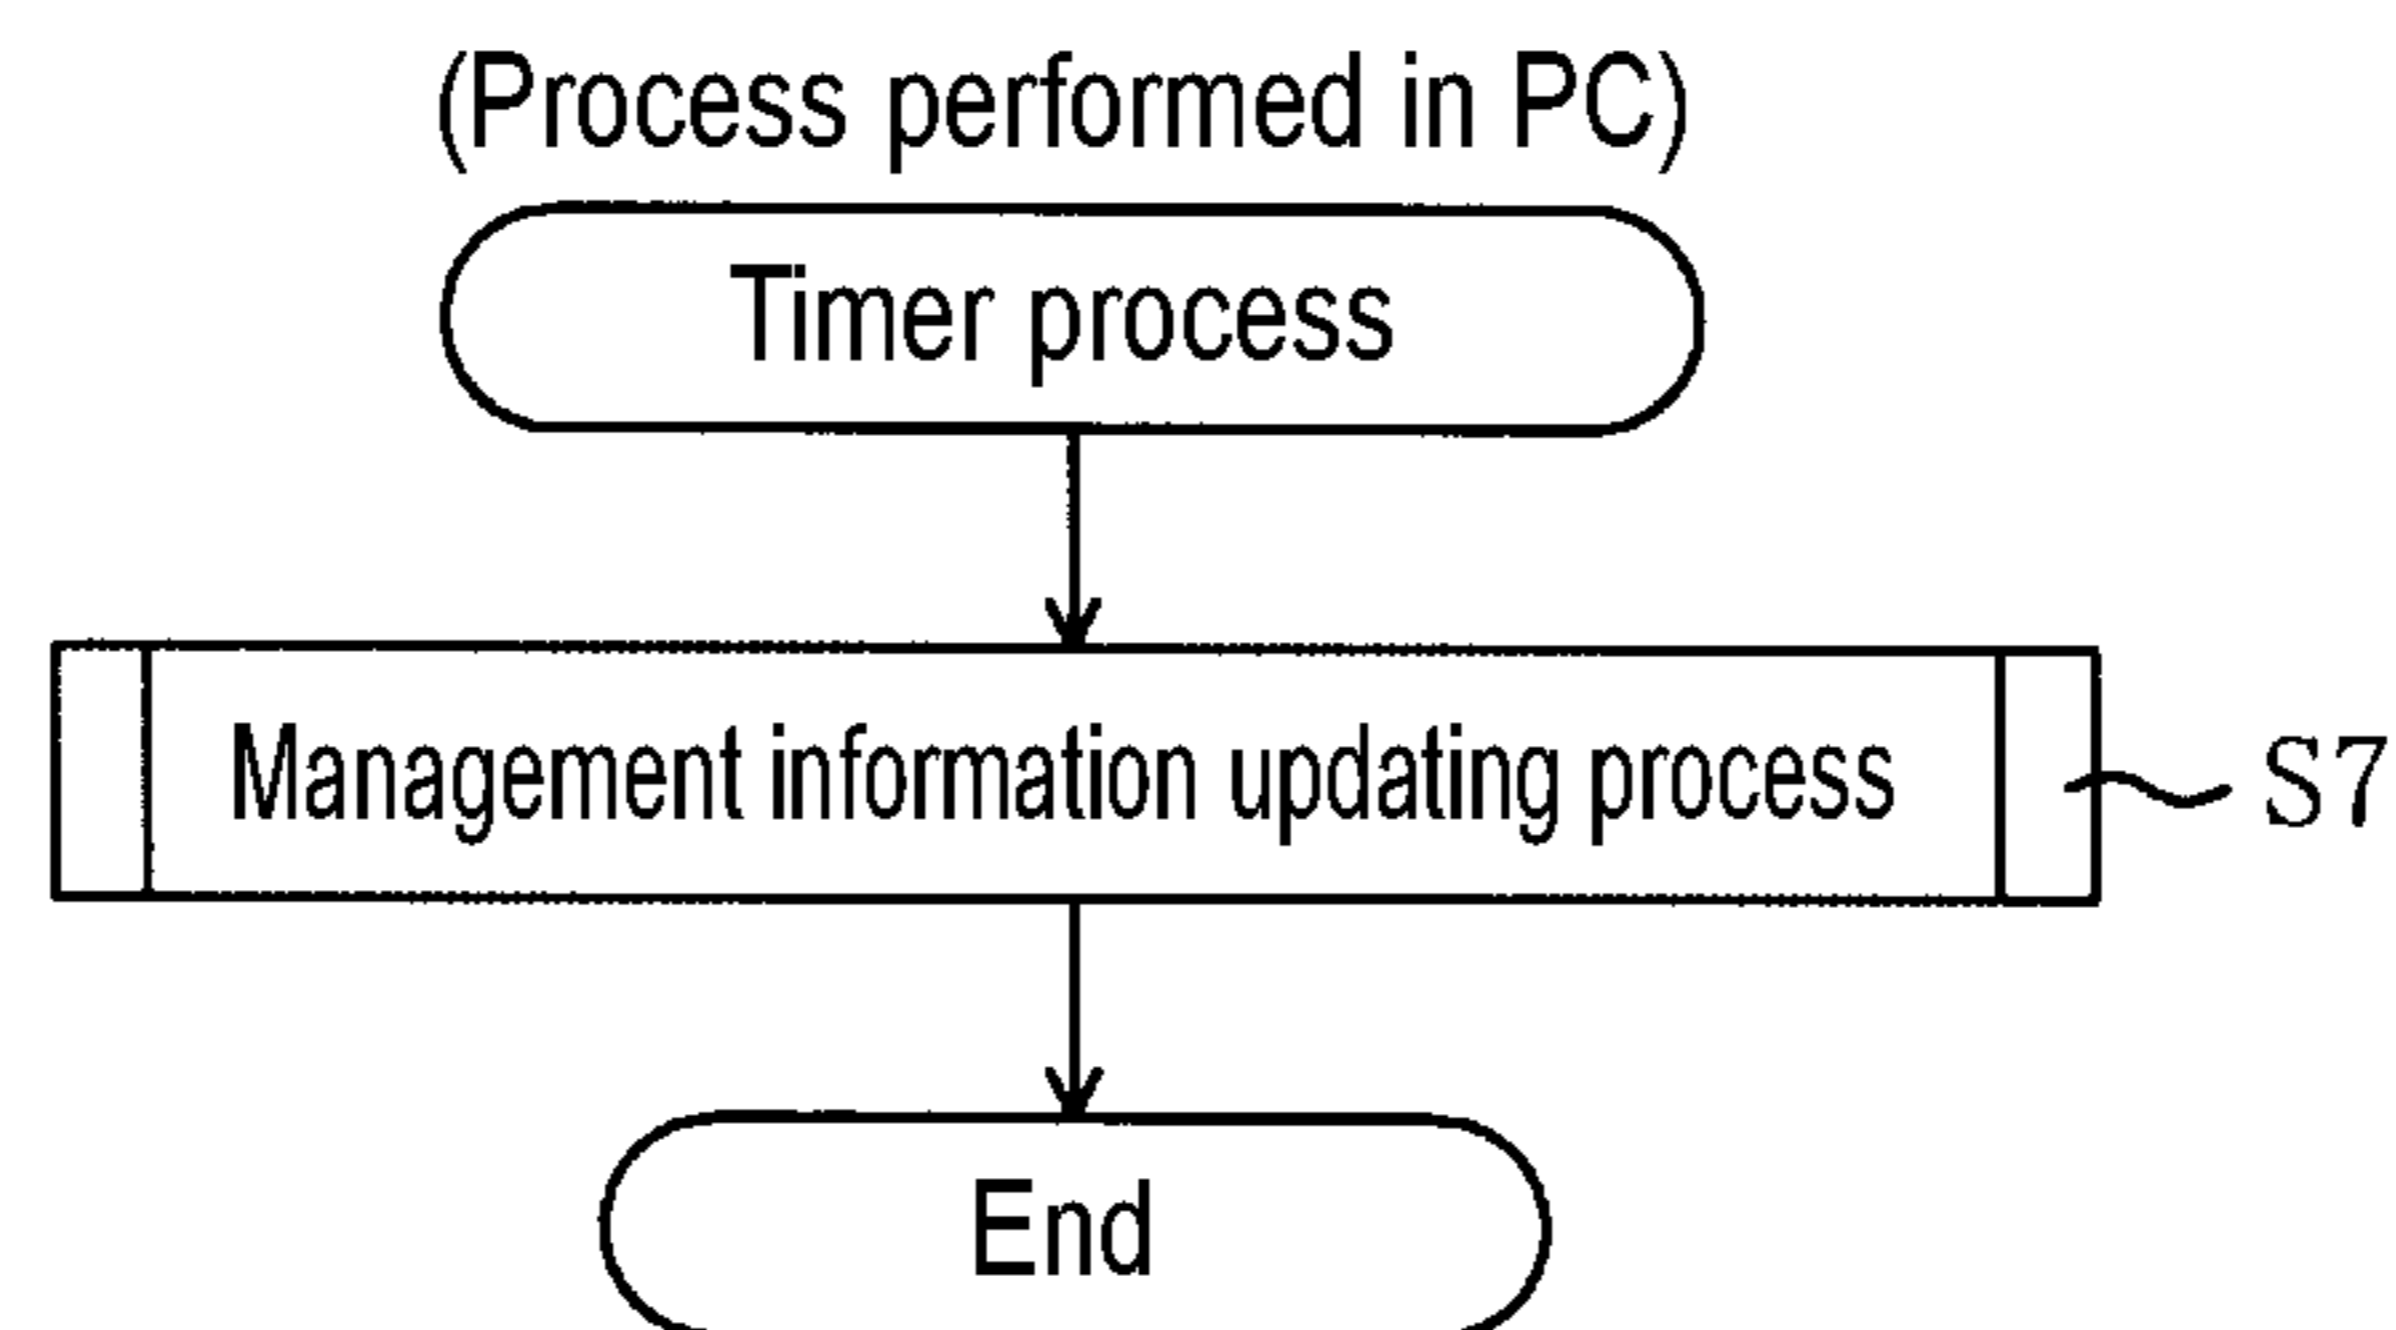 (Process performed in PC)
Timer process
Management information updating process
S7
End